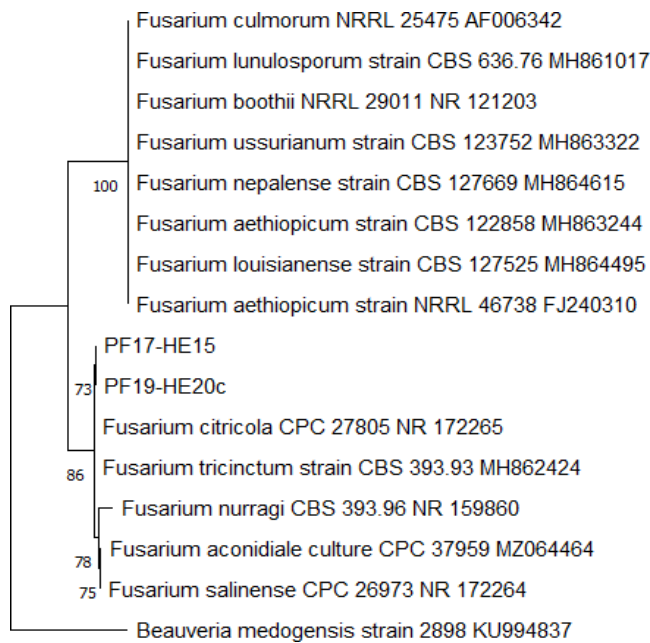 Fusarium culmorum NRRL 25475 AF006342
Fusarium lunulosporum strain CBS 636.76 MH861017
Fusarium boothii NRRL 29011 NR 121203
Fusarium ussurianum strain CBS 123752 MH863322
100
Fusarium nepalense strain CBS 127669 MH864615
Fusarium aethiopicum strain CBS 122858 MH863244
Fusarium louisianense strain CBS 127525 MH864495
Fusarium aethiopicum strain NRRL 46738 FJ240310
PF17-HE15
73
PF19-HE20c
Fusarium citricola CPC 27805 NR 172265
86
Fusarium tricinctum strain CBS 393.93 MH862424
Fusarium nurragi CBS 393.96 NR 159860
78
Fusarium aconidiale culture CPC 37959 MZ064464
75
Fusarium salinense CPC 26973 NR 172264
Beauveria medogensis strain 2898 KU994837